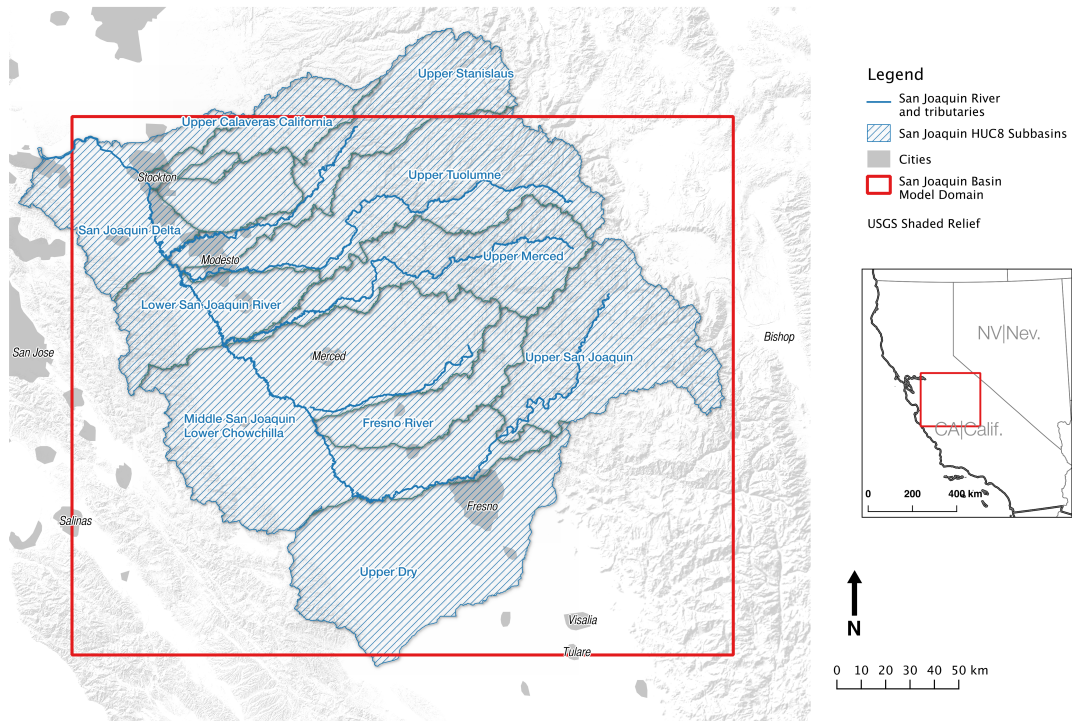 Upper Stanislaus
Upper Calaveras California
Stockton
Upper Tuolumne
San Joaquin Delta
Modesto
Upper Merced
Lower San Joaquin River
San Jose
Merced
Upper San Joaquin
Bishop
Middle San Joaquin
Lower Chowchilla
Fresno River
Salinas
Fresno
Upper Dry
Visalia
Tulare
Legend
San Joaquin River
and tributaries
San Joaquin HUC8 Subbasins
Cities
San Joaquin Basin
Model Domain
USGS Shaded Relief
NV|Nev.
CA|Calif.
0 200 400 km
N
0 10 20 30 40 50 km